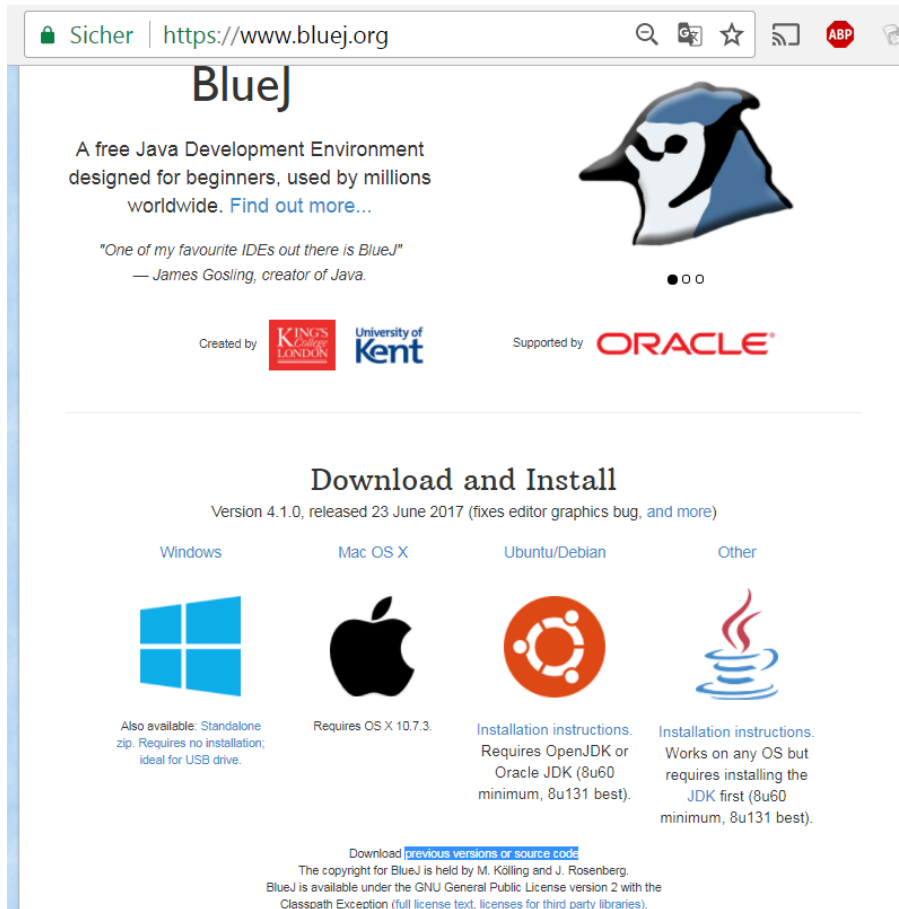 Sicher | https://www.bluej.org
ABP
BlueJ
A free Java Development Environment
designed for beginners, used by millions
worldwide. Find out more...
"One of my favourite IDEs out there is BlueJ"
— James Gosling, creator of Java.
Created by
KING'S
College
LONDON
University of
Kent
Supported by
ORACLE
Download and Install
Version 4.1.0, released 23 June 2017 (fixes editor graphics bug, and more)
Windows
Mac OS X
Ubuntu/Debian
Other
Also available: Standalone
zip. Requires no installation;
ideal for USB drive.
Requires OS X 10.7.3.
Installation instructions.
Requires OpenJDK or
Oracle JDK (8u60
minimum, 8u131 best).
Installation instructions.
Works on any OS but
requires installing the
JDK first (8u60
minimum, 8u131 best).
Download previous versions or source code
The copyright for BlueJ is held by M. Kölling and J. Rosenberg.
BlueJ is available under the GNU General Public License version 2 with the
Classpath Exception (full license text, licenses for third party libraries).